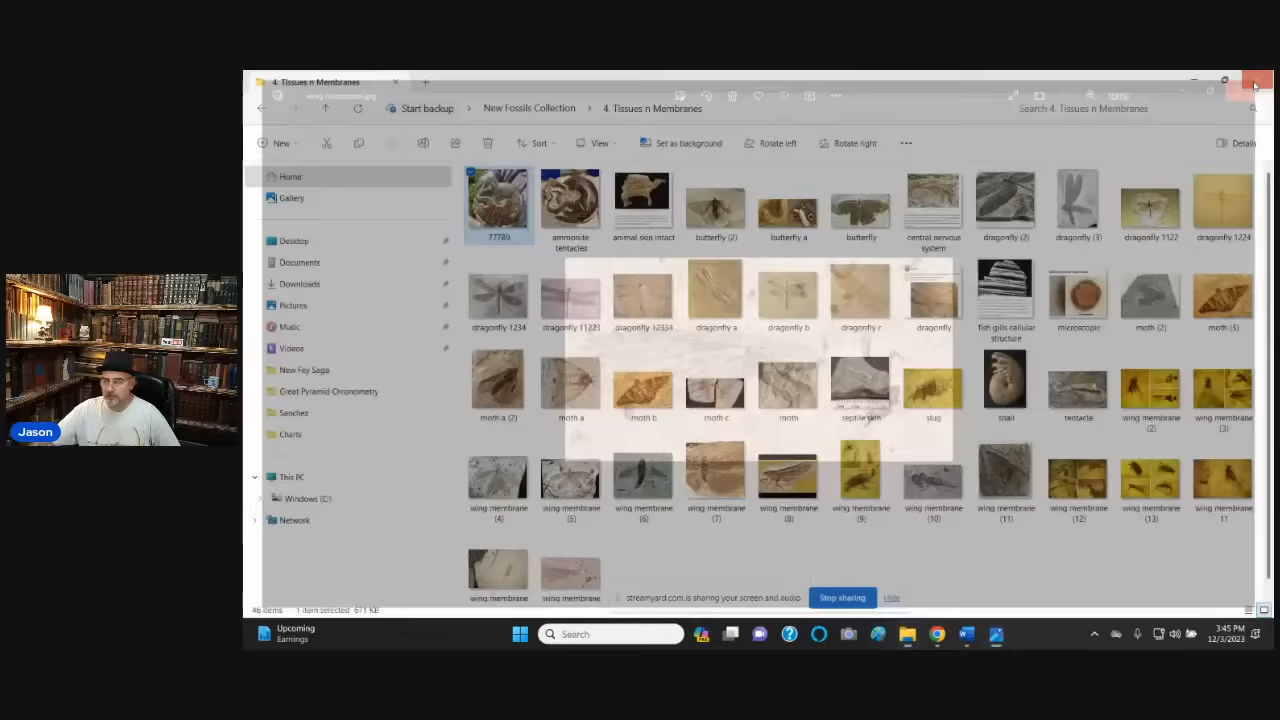 4. Tissues n Membranes
wing membrane.jpg
100%
Start backup
New Fossils Collection
4. Tissues n Membranes
Search 4. Tissues n Membranes
New
Sort
View
Set as background
Rotate left
Rotate right
Details
Home
Gallery
Desktop
Documents
Downloads
Pictures
Music
Videos
New Fey Saga
Great Pyramid Chronometry
Sanchez
Charts
This PC
Windows (C:)
Network
77789
ammonite tentacles
animal skin intact
butterfly (2)
butterfly a
butterfly
central nervous system
dragonfly (2)
dragonfly (3)
dragonfly 1122
dragonfly 1224
dragonfly 1234
dragonfly 11223
dragonfly 12334
dragonfly a
dragonfly b
dragonfly c
dragonfly
fish gills cellular structure
microscopic
moth (2)
moth (3)
moth a (2)
moth a
moth b
moth c
moth
reptile skin
slug
snail
tentacle
wing membrane (2)
wing membrane (3)
wing membrane (4)
wing membrane (5)
wing membrane (6)
wing membrane (7)
wing membrane (8)
wing membrane (9)
wing membrane (10)
wing membrane (11)
wing membrane (12)
wing membrane (13)
wing membrane 11
wing membrane
wing membrane
46 items
1 item selected 671 KB
streamyard.com is sharing your screen and audio.
Stop sharing
Hide
Jason
Upcoming
Earnings
Search
3:45 PM
12/3/2023